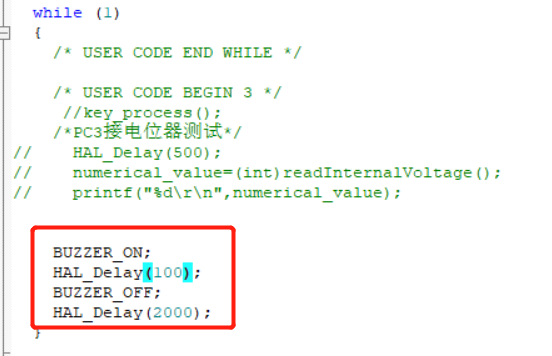 while (1)
{
/* USER CODE END WHILE */
/* USER CODE BEGIN 3 */
//key_process();
/*PC3接电位器测试*/
//    HAL_Delay(500);
//    numerical_value=(int)readInternalVoltage();
//    printf("%d\r\n",numerical_value);
BUZZER_ON;
HAL_Delay(100);
BUZZER_OFF;
HAL_Delay(2000);
}